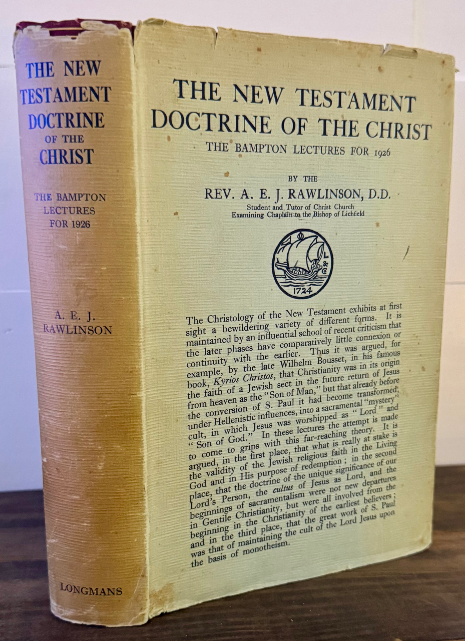 THE NEW
TESTAMENT
DOCTRINE
OF THE
CHRIST
THE BAMPTON
LECTURES
FOR 1926
A. E. J.
RAWLINSON
LONGMANS
THE NEW TESTAMENT
DOCTRINE OF THE CHRIST
THE BAMPTON LECTURES FOR 1926
BY THE
REV. A. E. J. RAWLINSON, D.D.
Student and Tutor of Christ Church
Examining Chaplain to the Bishop of Lichfield
L & G
1724
The Christology of the New Testament exhibits at first
sight a bewildering variety of different forms. It is
maintained by an influential school of recent criticism that
the later phases have comparatively little connexion or
continuity with the earlier. Thus it was argued, for
example, by the late Wilhelm Bousset, in his famous
book, Kyrios Christos, that Christianity was in its origin
the faith of a Jewish sect in the future return of Jesus
from heaven as the "Son of Man," but that already before
the conversion of S. Paul it had become transformed,
under Hellenistic influences, into a sacramental "mystery"
cult, in which Jesus was worshipped as "Lord" and
"Son of God." In these lectures the attempt is made
to come to grips with this far-reaching theory. It is
argued, in the first place, that what is really at stake is
the validity of the Jewish religious faith in the Living
God and in His purpose of redemption; in the second
place, that the doctrine of the unique significance of our
Lord's Person, the cultus of Jesus as Lord, and the
beginnings of sacramentalism were not new departures
in Gentile Christianity, but were all involved from the
beginning in the Christianity of the earliest believers;
and in the third place, that the great work of S. Paul
was that of maintaining the cult of the Lord Jesus upon
the basis of monotheism.